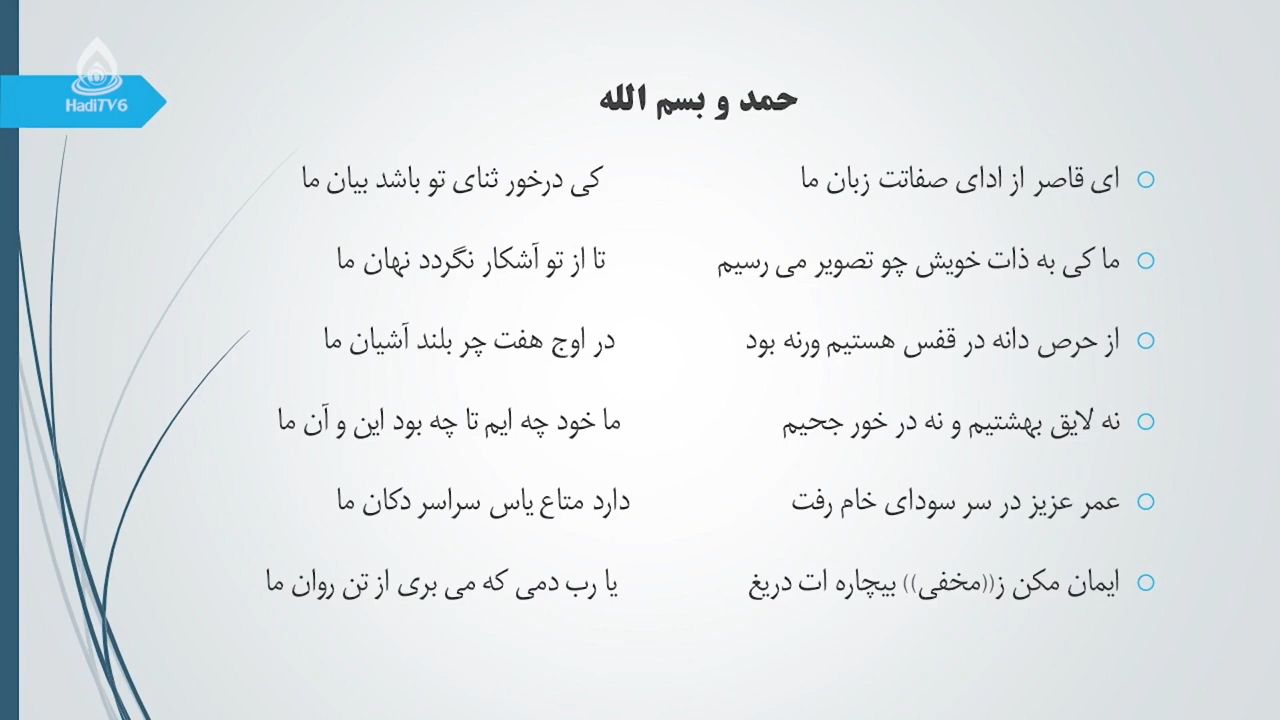 HadiTV6
حمد و بسم الله
ای قاصر از ادای صفاتت زبان ما کی درخور ثنای تو باشد بیان ما
ما کی به ذات خویش چو تصویر می رسیم تا از تو آشکار نگردد نهان ما
از حرص دانه در قفس هستیم ورنه بود در اوج هفت چر بلند آشیان ما
نه لایق بهشتیم و نه در خور جحیم ما خود چه ایم تا چه بود این و آن ما
عمر عزیز در سر سودای خام رفت دارد متاع یاس سراسر دکان ما
ایمان مکن ز((مخفی)) بیچاره ات دریغ یا رب دمی که می بری از تن روان ما